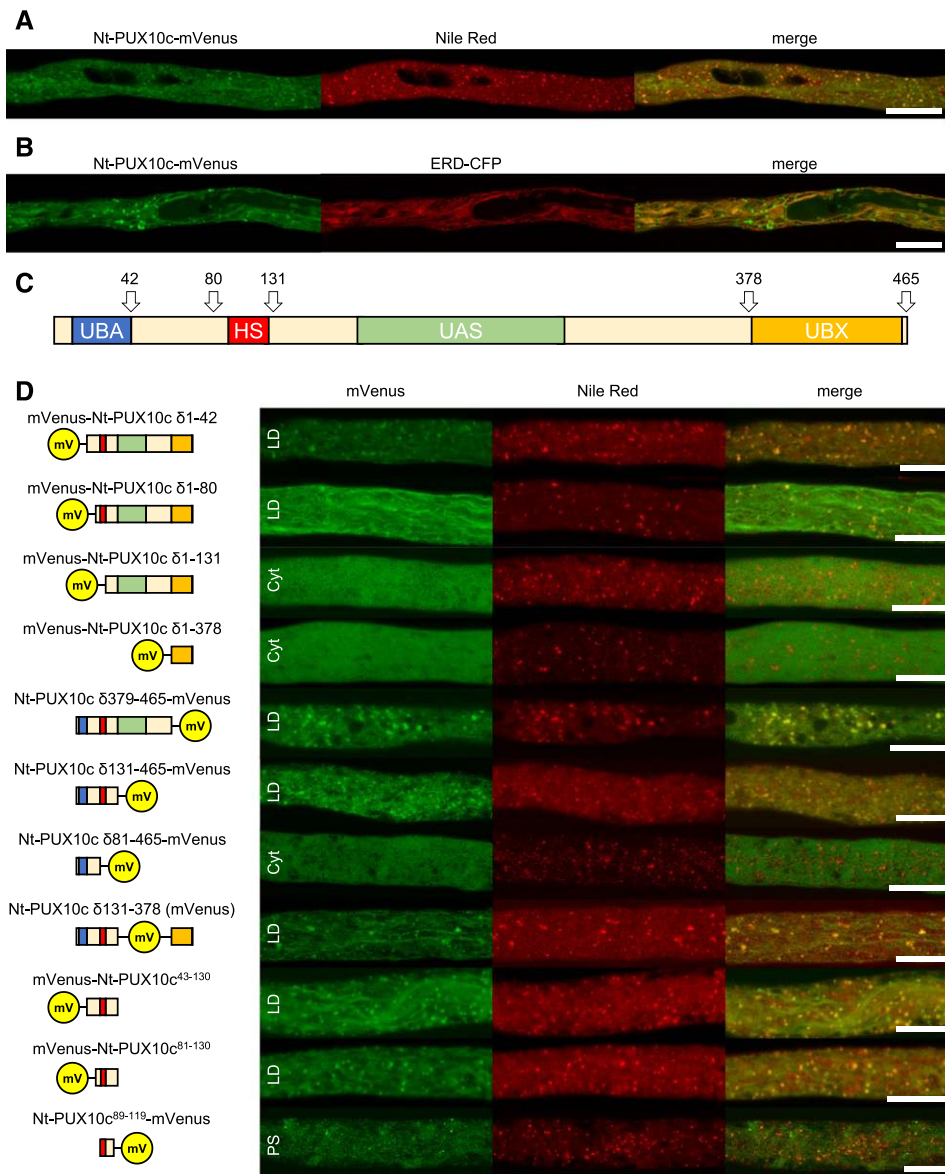 A
Nt-PUX10c-mVenus Nile Red merge
B
Nt-PUX10c-mVenus ERD-CFP merge
C
42 80 131 378 465
UBA HS UAS UBX
D
mVenus Nile Red merge
mVenus-Nt-PUX10c δ1-42
mV
LD
mVenus-Nt-PUX10c δ1-80
mV
LD
mVenus-Nt-PUX10c δ1-131
mV
Cyt
mVenus-Nt-PUX10c δ1-378
mV
Cyt
Nt-PUX10c δ379-465-mVenus
mV
LD
Nt-PUX10c δ131-465-mVenus
mV
LD
Nt-PUX10c δ81-465-mVenus
mV
Cyt
Nt-PUX10c δ131-378 (mVenus)
mV
LD
mVenus-Nt-PUX10c⁴³⁻¹³⁰
mV
LD
mVenus-Nt-PUX10c⁸¹⁻¹³⁰
mV
LD
Nt-PUX10c⁸⁹⁻¹¹⁹-mVenus
mV
PS